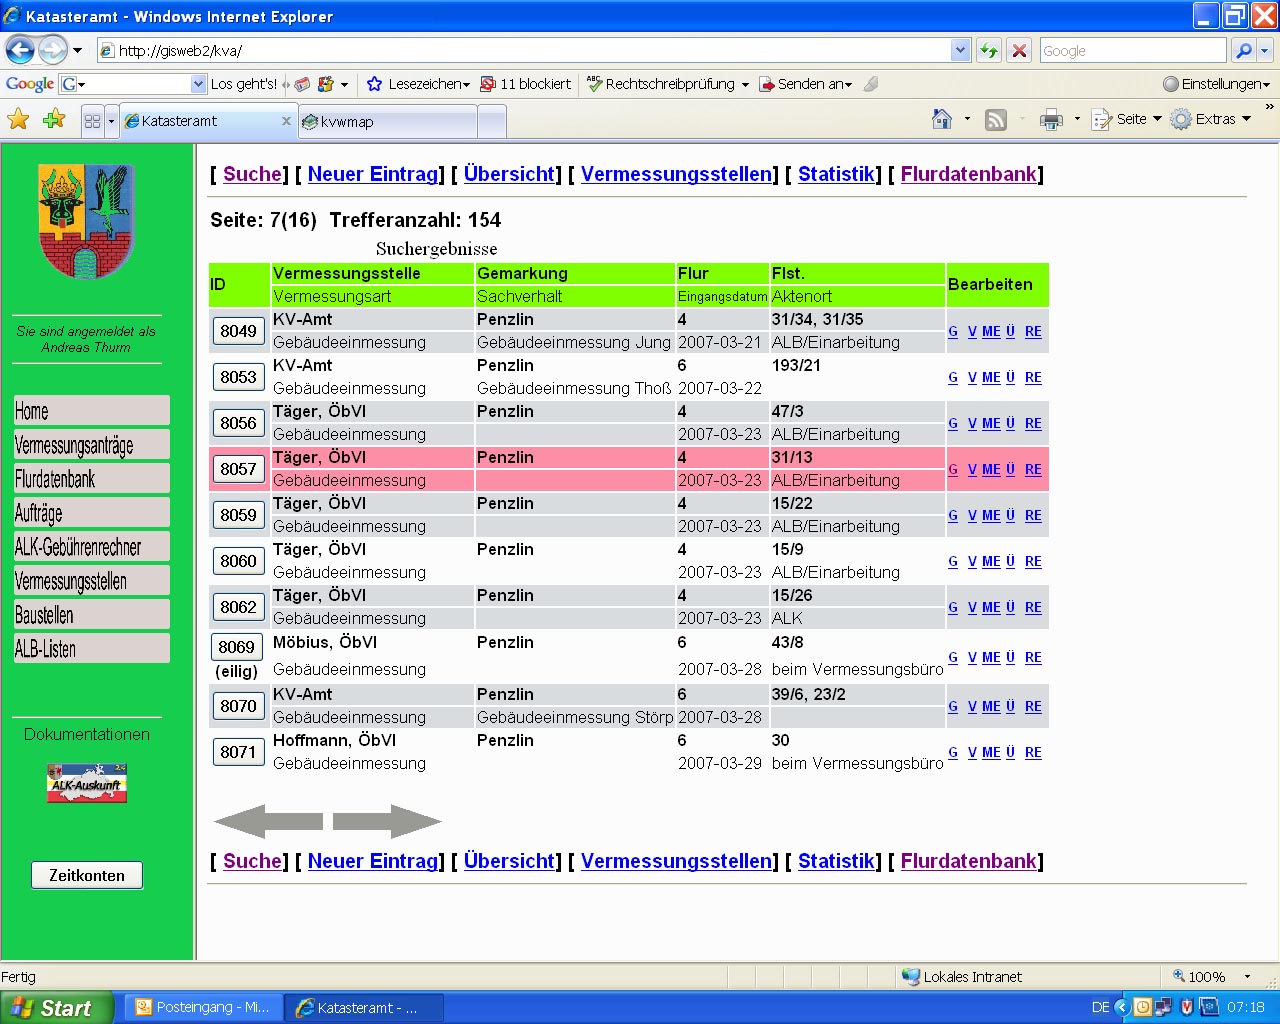 Katasteramt - Windows Internet Explorer
http://gisweb2/kva/
Google
Google G Los geht's! Lesezeichen 11 blockiert ABC Rechtschreibprüfung Senden an Einstellungen
Katasteramt kvwmap Seite Extras »
Sie sind angemeldet als
Andreas Thurm
Home
Vermessungsanträge
Flurdatenbank
Aufträge
ALK-Gebührenrechner
Vermessungsstellen
Baustellen
ALB-Listen
Dokumentationen
ALK-Auskunft
Zeitkonten
[ Suche] [ Neuer Eintrag] [ Übersicht] [ Vermessungsstellen] [ Statistik] [ Flurdatenbank]
Seite: 7(16) Trefferanzahl: 154
Suchergebnisse
ID Vermessungsstelle Gemarkung Flur Flst. Bearbeiten
Vermessungsart Sachverhalt Eingangsdatum Aktenort
8049 KV-Amt Penzlin 4 31/34, 31/35 G V ME Ü RE
Gebäudeeinmessung Gebäudeeinmessung Jung 2007-03-21 ALB/Einarbeitung
8053 KV-Amt Penzlin 6 193/21 G V ME Ü RE
Gebäudeeinmessung Gebäudeeinmessung Thoß 2007-03-22
8056 Täger, ÖbVI Penzlin 4 47/3 G V ME Ü RE
Gebäudeeinmessung 2007-03-23 ALB/Einarbeitung
8057 Täger, ÖbVI Penzlin 4 31/13 G V ME Ü RE
Gebäudeeinmessung 2007-03-23 ALB/Einarbeitung
8059 Täger, ÖbVI Penzlin 4 15/22 G V ME Ü RE
Gebäudeeinmessung 2007-03-23 ALB/Einarbeitung
8060 Täger, ÖbVI Penzlin 4 15/9 G V ME Ü RE
Gebäudeeinmessung 2007-03-23 ALB/Einarbeitung
8062 Täger, ÖbVI Penzlin 4 15/26 G V ME Ü RE
Gebäudeeinmessung 2007-03-23 ALK
8069 Möbius, ÖbVI Penzlin 6 43/8 G V ME Ü RE
(eilig) Gebäudeeinmessung 2007-03-28 beim Vermessungsbüro
8070 KV-Amt Penzlin 6 39/6, 23/2 G V ME Ü RE
Gebäudeeinmessung Gebäudeeinmessung Störp 2007-03-28
8071 Hoffmann, ÖbVI Penzlin 6 30 G V ME Ü RE
Gebäudeeinmessung 2007-03-29 beim Vermessungsbüro
[ Suche] [ Neuer Eintrag] [ Übersicht] [ Vermessungsstellen] [ Statistik] [ Flurdatenbank]
Fertig Lokales Intranet 100%
Start Posteingang - Mi... Katasteramt - ... DE 07:18